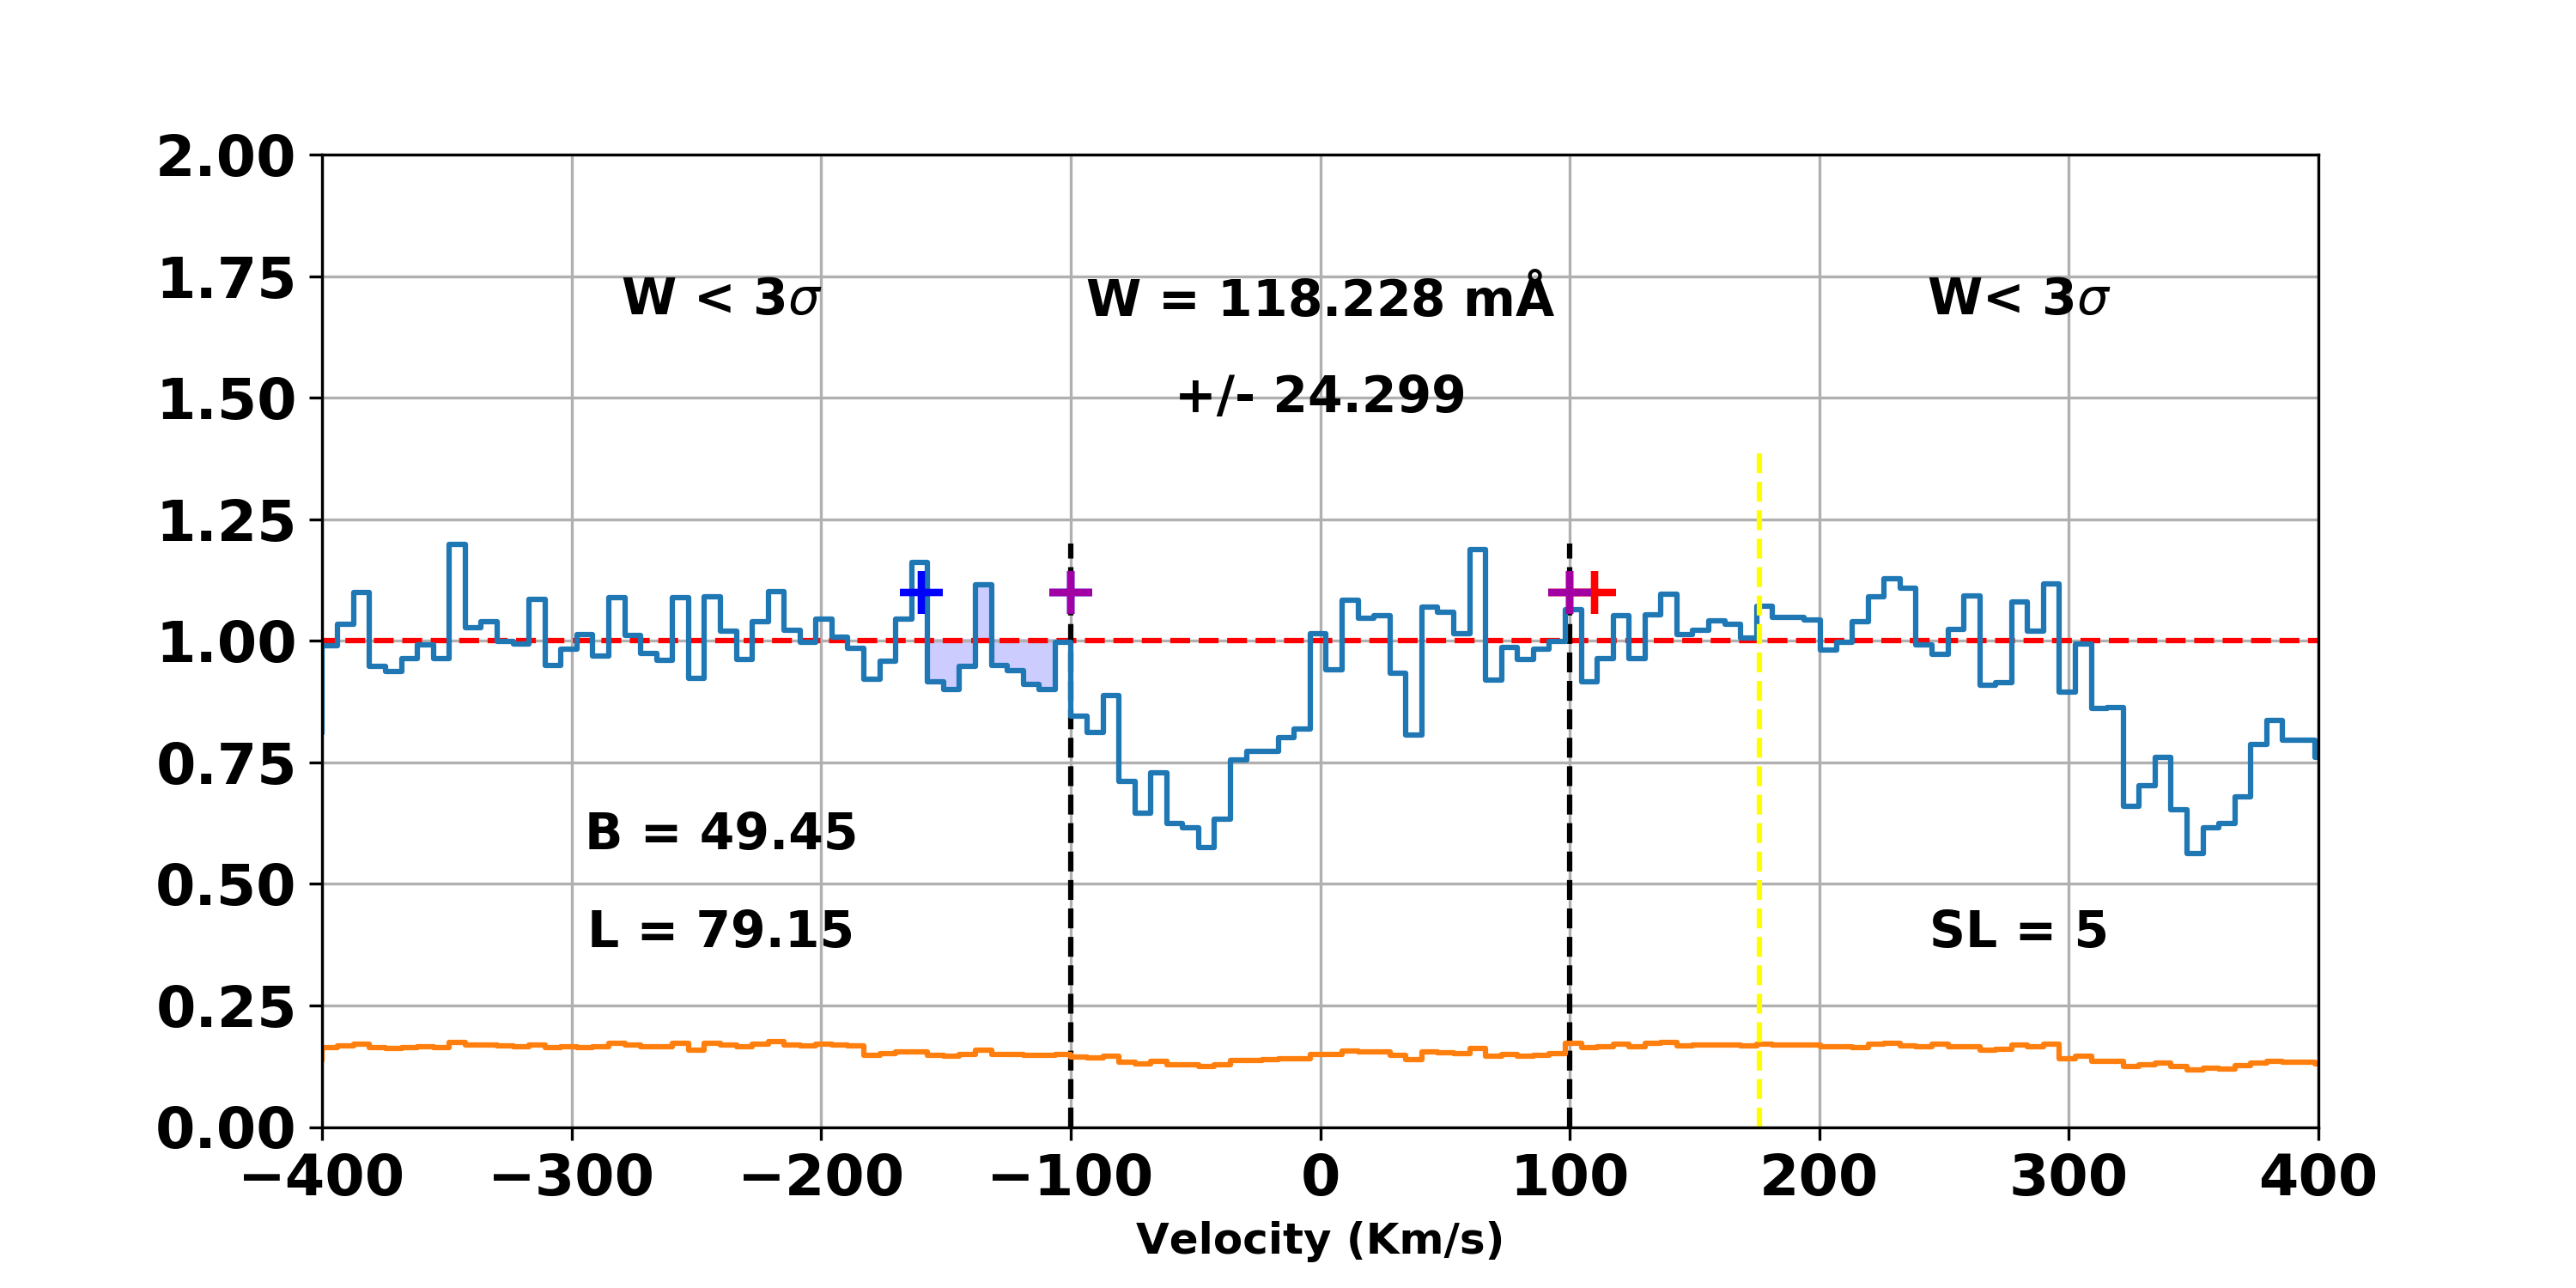 2.00
1.75
W < 3σ
W = 118.228 mÅ
W< 3σ
1.50
+/- 24.299
1.25
1.00
0.75
B = 49.45
0.50
L = 79.15
SL = 5
0.25
0.00
−400 −300 −200 −100 0 100 200 300 400
Velocity (Km/s)